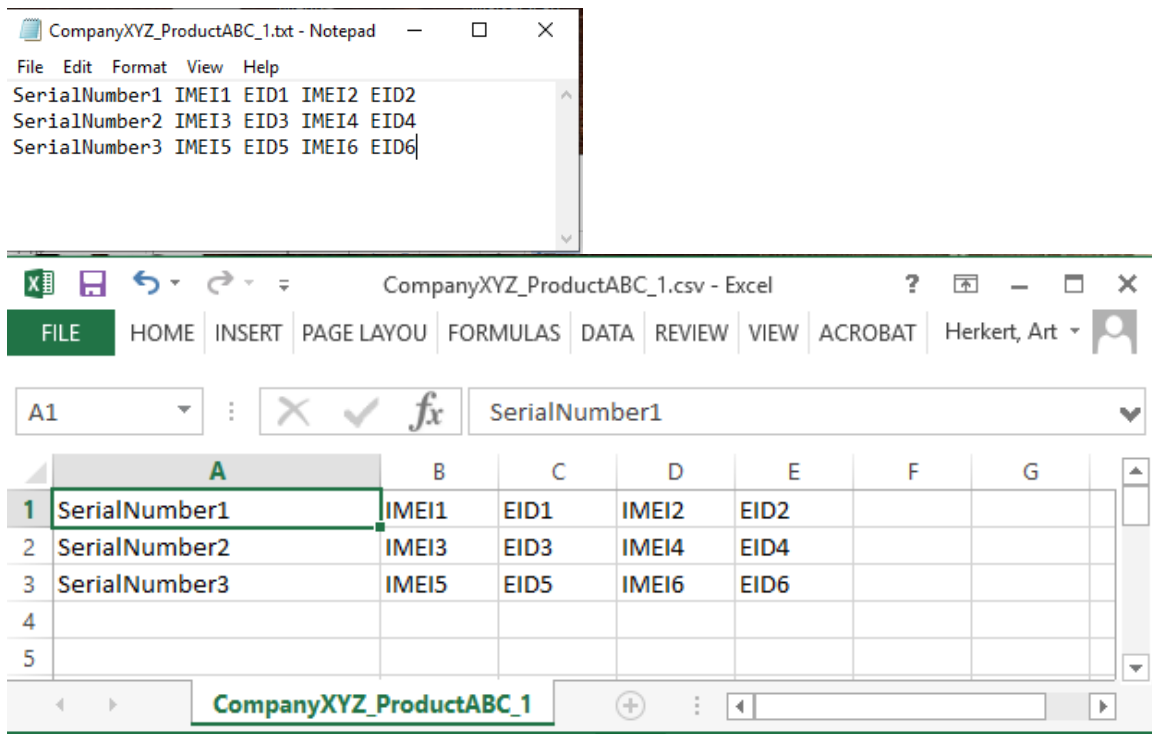 CompanyXYZ_ProductABC_1.txt - Notepad
File Edit Format View Help
SerialNumber1 IMEI1 EID1 IMEI2 EID2
SerialNumber2 IMEI3 EID3 IMEI4 EID4
SerialNumber3 IMEI5 EID5 IMEI6 EID6
CompanyXYZ_ProductABC_1.csv - Excel ?
FILE HOME INSERT PAGE LAYOU FORMULAS DATA REVIEW VIEW ACROBAT Herkert, Art
A1 fx SerialNumber1
A B C D E F G
1 SerialNumber1 IMEI1 EID1 IMEI2 EID2
2 SerialNumber2 IMEI3 EID3 IMEI4 EID4
3 SerialNumber3 IMEI5 EID5 IMEI6 EID6
4
5
CompanyXYZ_ProductABC_1